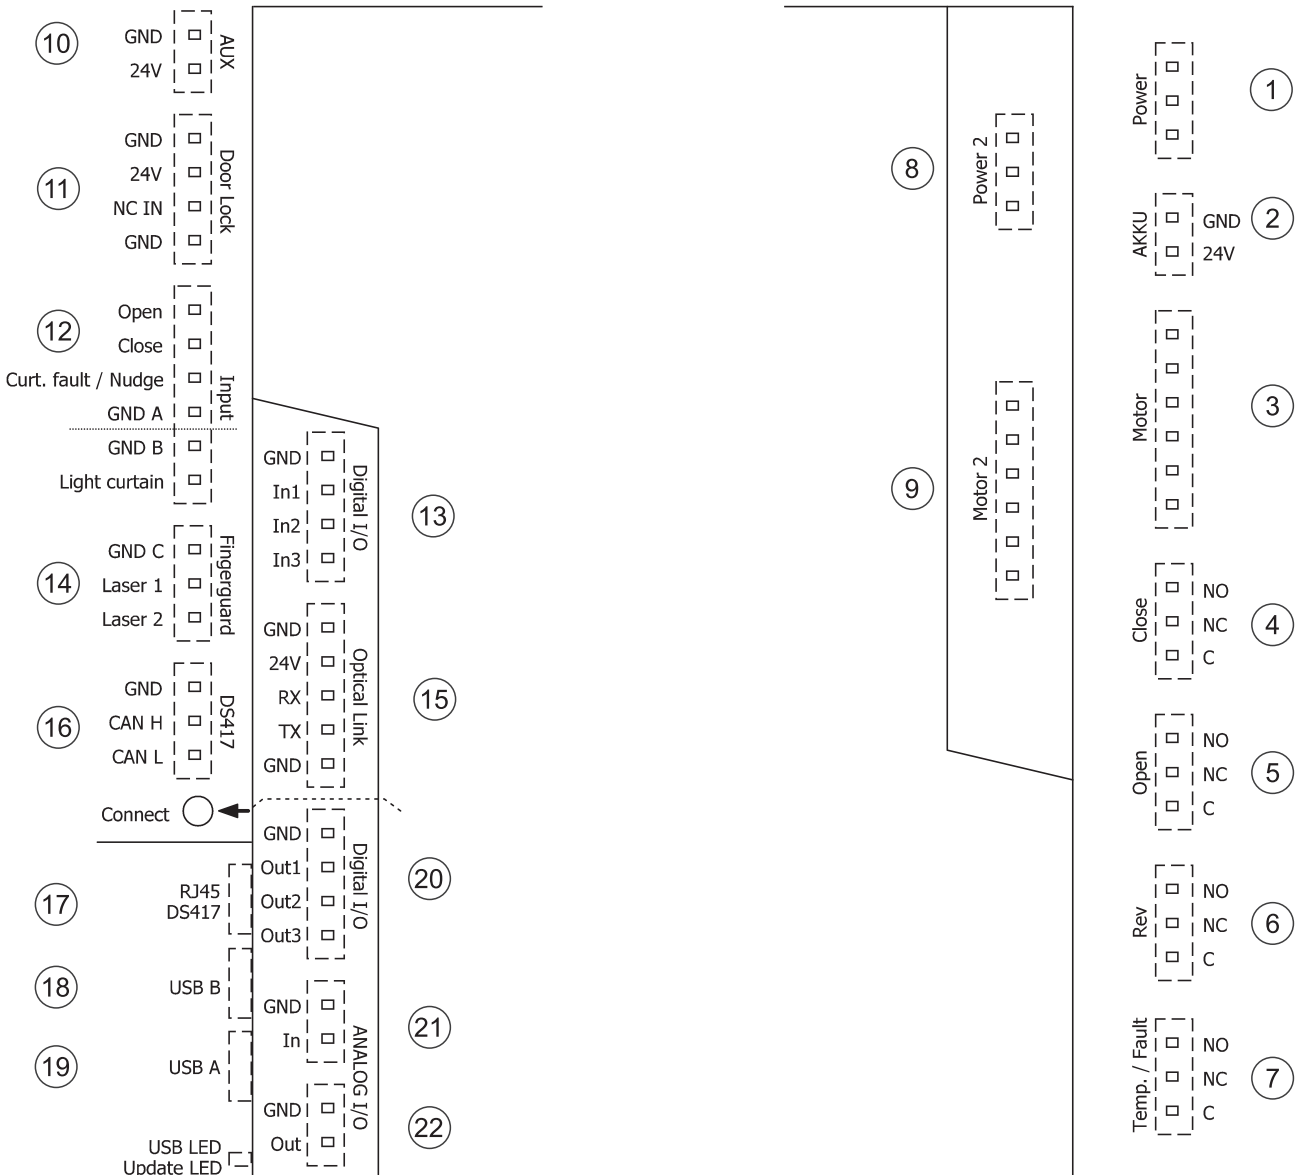 10
GND
24V
AUX
11
GND
24V
NC IN
GND
Door Lock
12
Open
Close
Curt. fault / Nudge
GND A
GND B
Light curtain
Input
14
GND C
Laser 1
Laser 2
Fingerguard
16
GND
CAN H
CAN L
DS417
Connect
17
RJ45
DS417
18
USB B
19
USB A
USB LED
Update LED
GND
In1
In2
In3
Digital I/O
13
GND
24V
RX
TX
GND
Optical Link
15
GND
Out1
Out2
Out3
Digital I/O
20
GND
In
21
ANALOG I/O
GND
Out
22
8
Power 2
9
Motor 2
Power
1
AKKU
GND
24V
2
Motor
3
Close
NO
NC
C
4
Open
NO
NC
C
5
Rev
NO
NC
C
6
Temp. / Fault
NO
NC
C
7